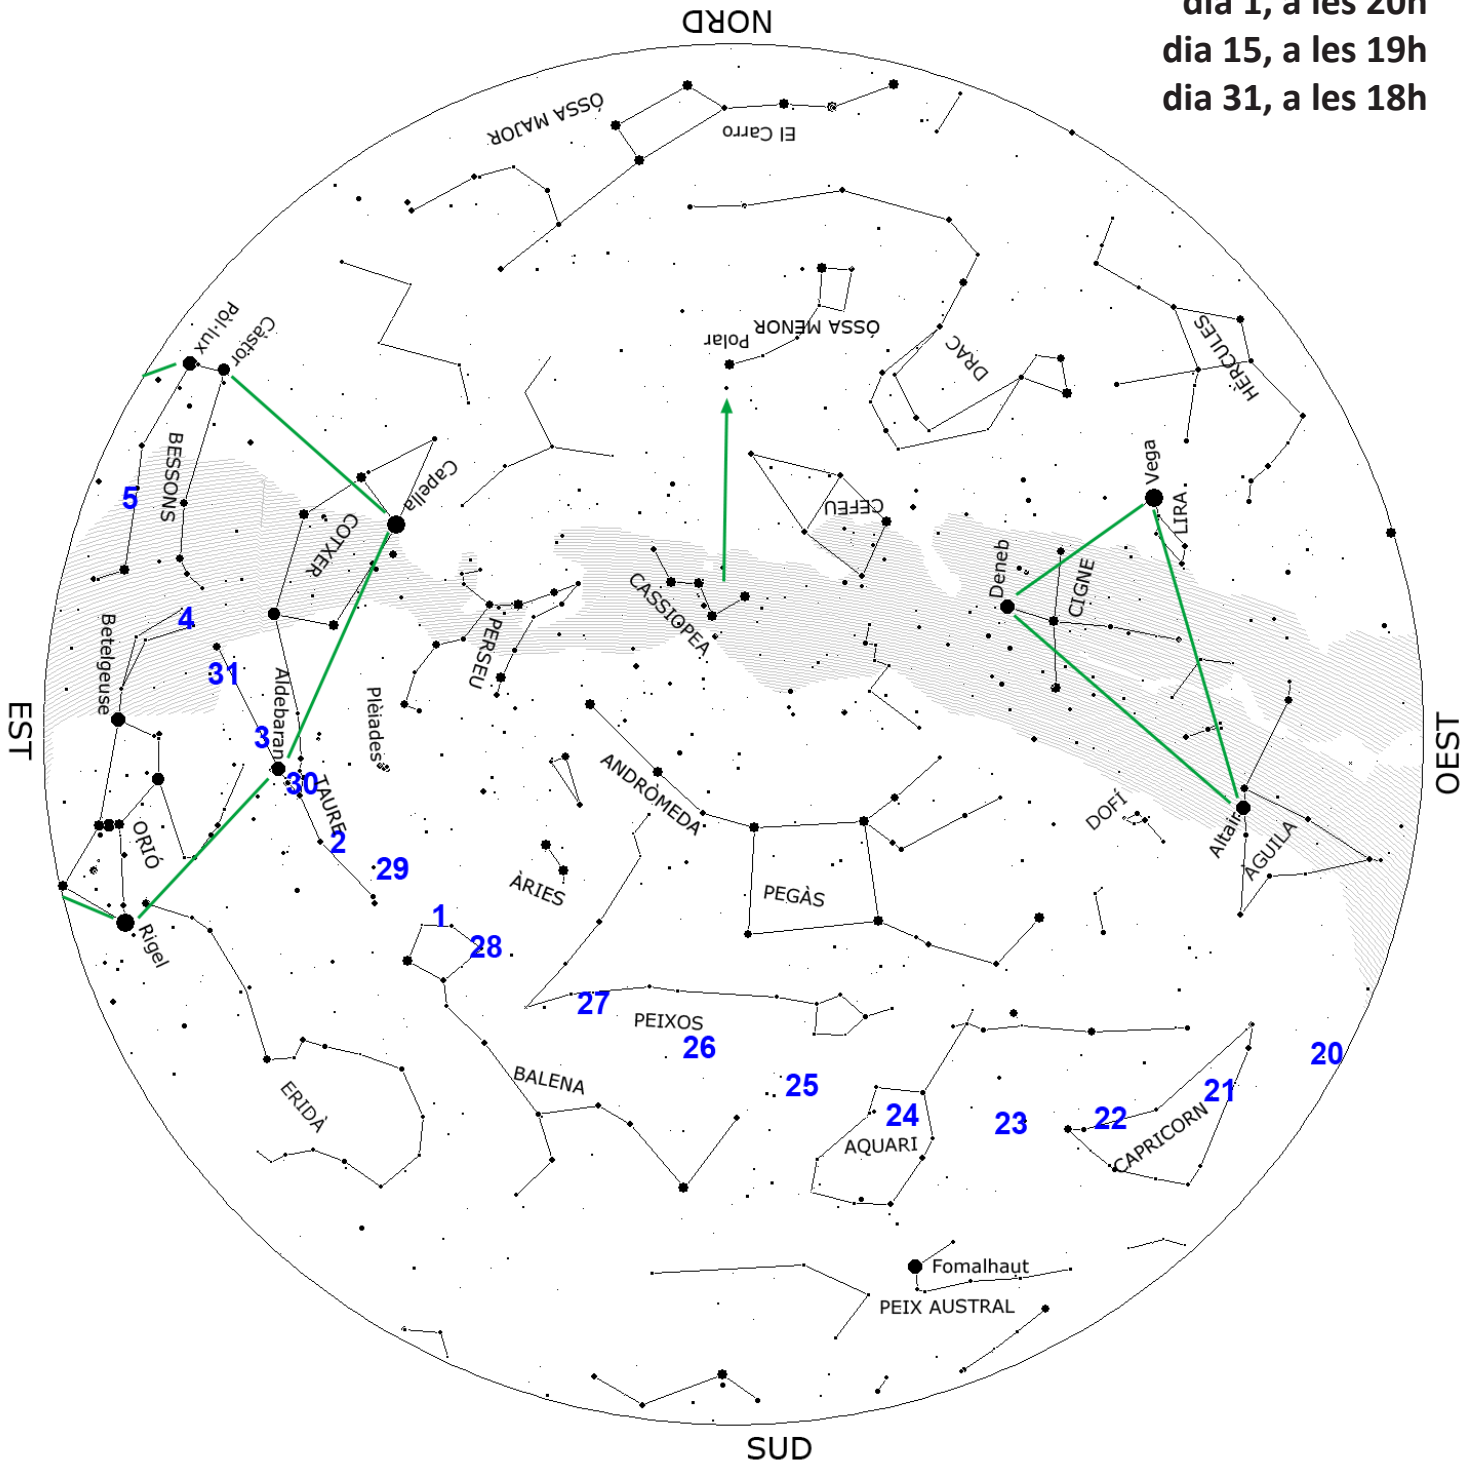 dia 1, a les 20h
dia 15, a les 19h
dia 31, a les 18h
NORD
ÓSSA MAJOR
El Carro
ÓSSA MENOR
Polar
DRAC
HÈRCULES
Pòl·lux
Càstor
BESSONS
5
Capella
COTXER
CEFEU
Vega
LIRA
Deneb
CIGNE
CASSIOPEA
PERSEU
4
Betelgeuse
31
Aldebaran
Plèiades
3
30
TAURE
EST
OEST
ANDRÒMEDA
DOFÍ
Altair
ÀGUILA
ORIÓ
2
29
ÀRIES
PEGÀS
1
28
Rigel
27
PEIXOS
26
25
BALENA
ERIDÀ
24
AQUARI
23
22
21
20
CAPRICORN
Fomalhaut
PEIX AUSTRAL
SUD